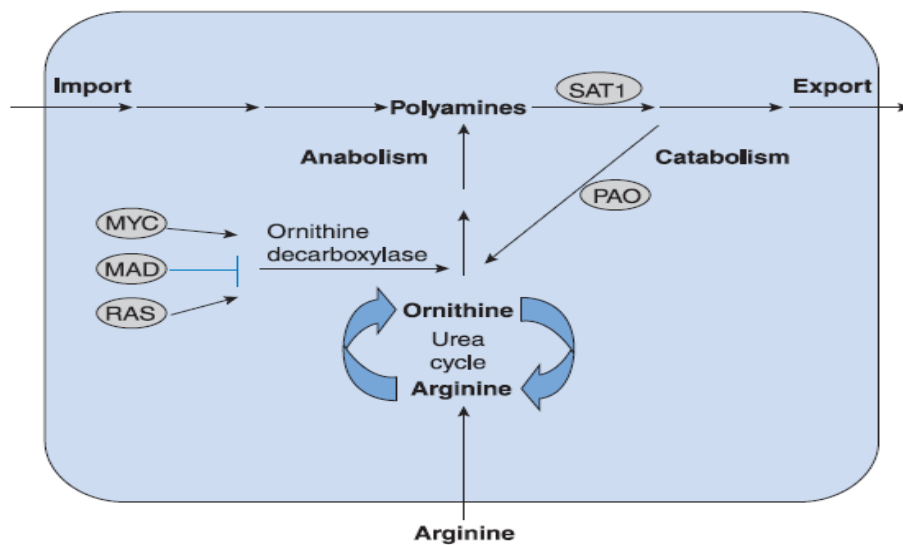 Import
Polyamines
SAT1
Export
Anabolism
Catabolism
PAO
MYC
MAD
RAS
Ornithine
decarboxylase
Ornithine
Urea
cycle
Arginine
Arginine